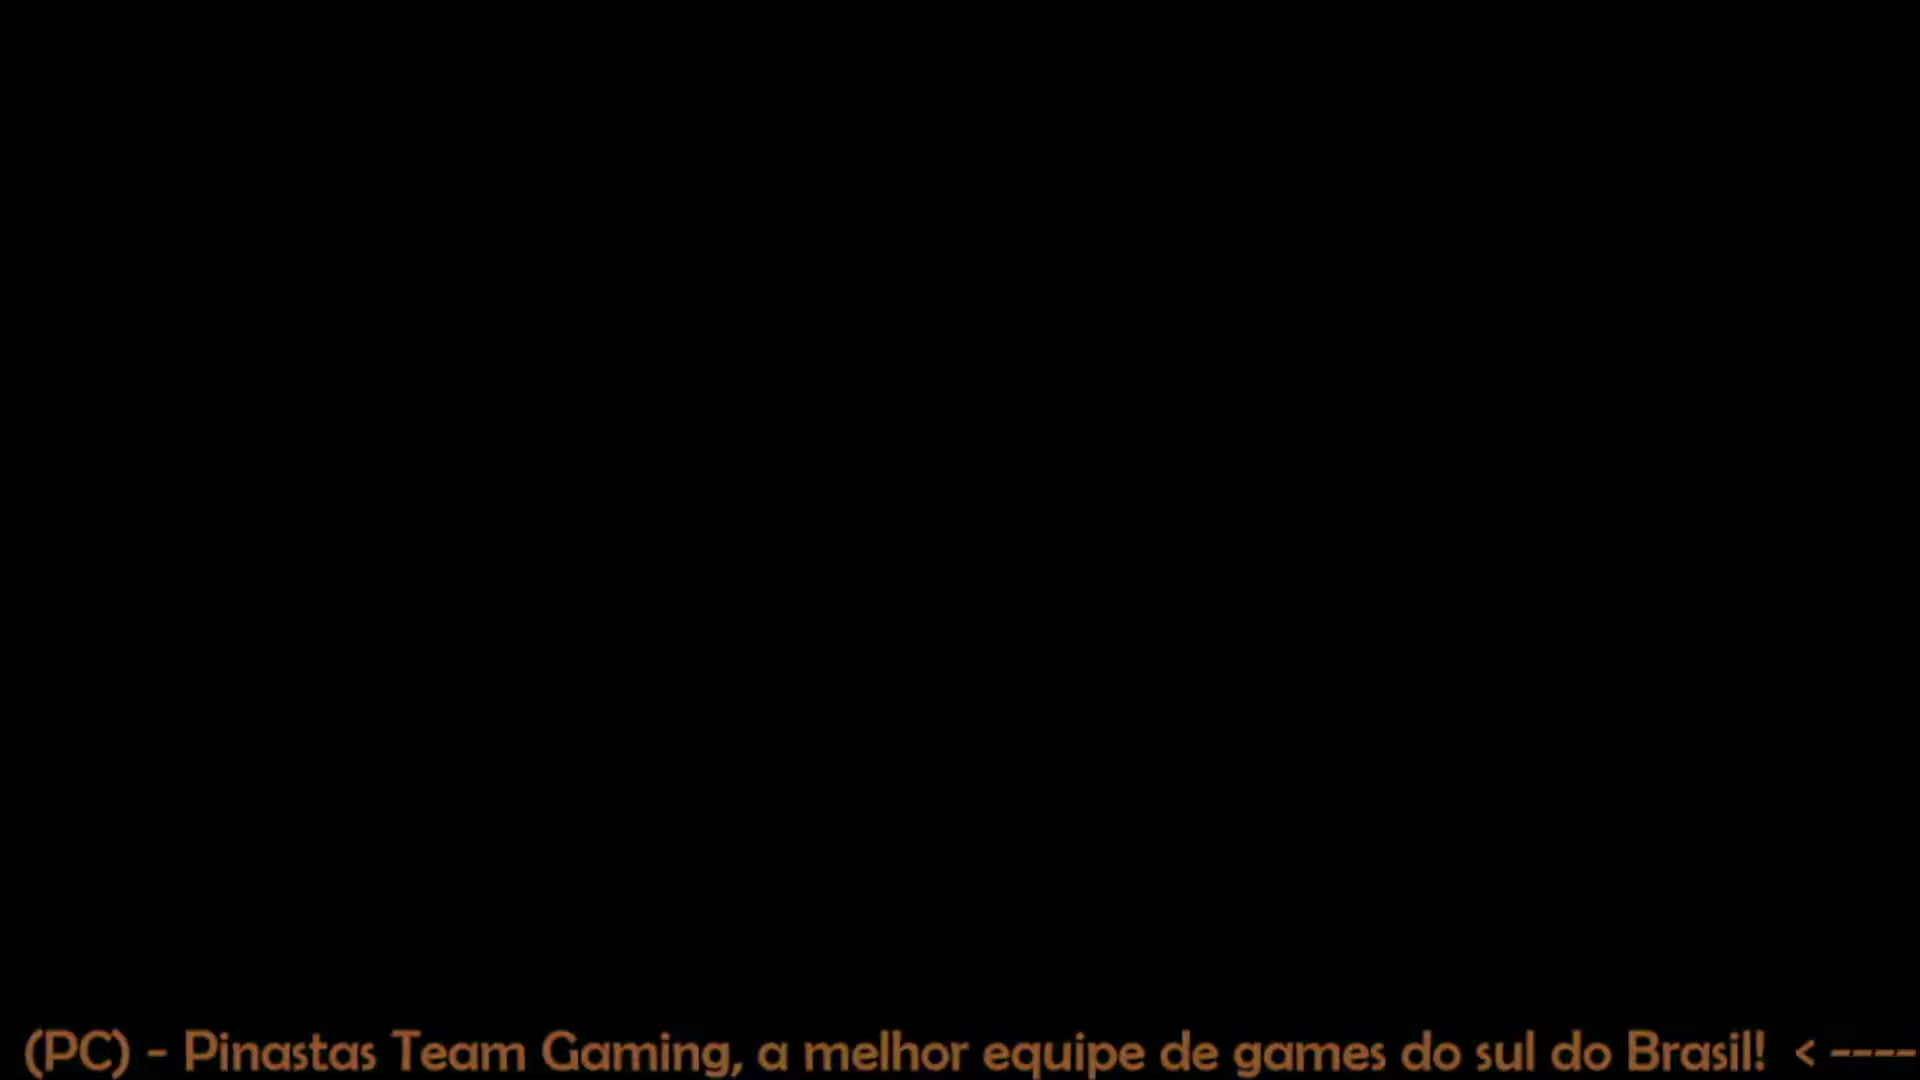 (PC) - Pinastas Team Gaming, a melhor equipe de games do sul do Brasil! < ----